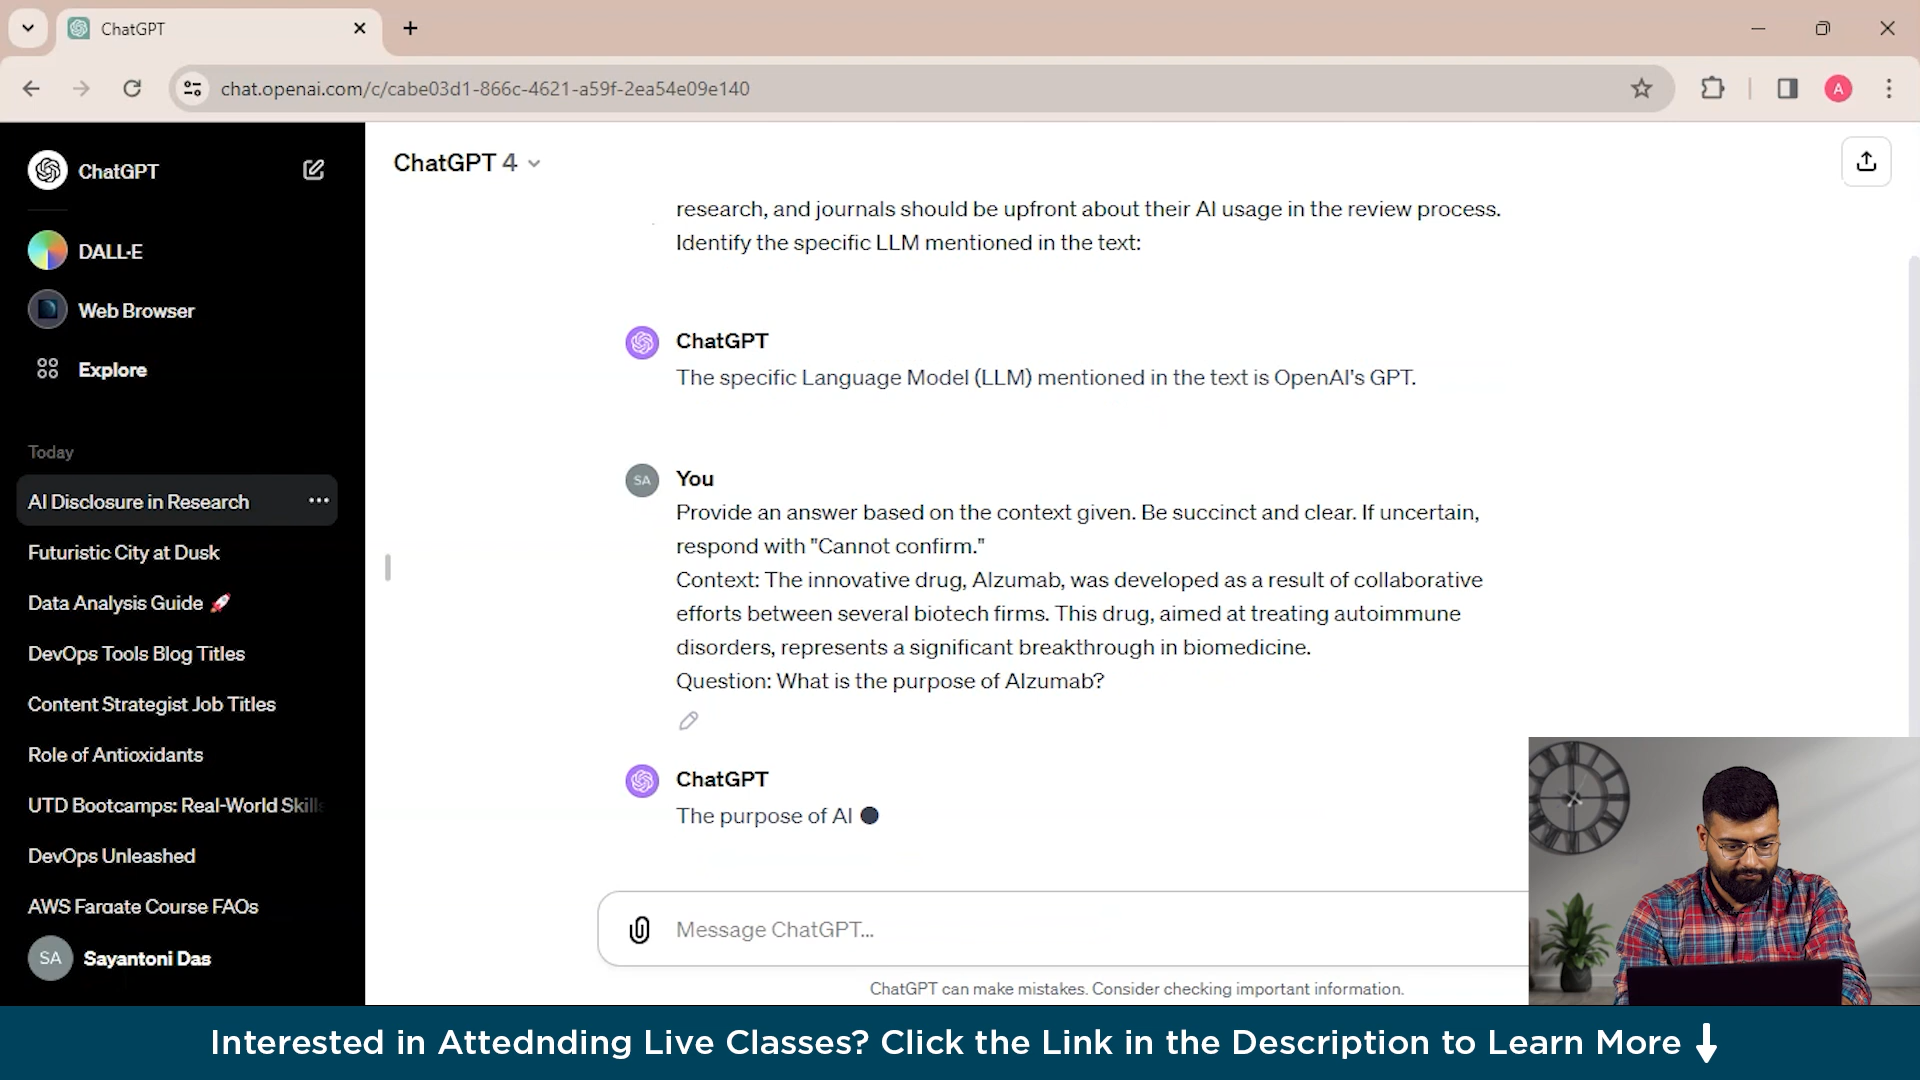 ChatGPT
chat.openai.com/c/cabe03d1-866c-4621-a59f-2ea54e09e140
A
ChatGPT
DALL·E
Web Browser
Explore
Today
AI Disclosure in Research
Futuristic City at Dusk
Data Analysis Guide 🚀
DevOps Tools Blog Titles
Content Strategist Job Titles
Role of Antioxidants
UTD Bootcamps: Real-World Skills
DevOps Unleashed
AWS Fargate Course FAQs
SA Sayantoni Das
ChatGPT 4
research, and journals should be upfront about their AI usage in the review process.
Identify the specific LLM mentioned in the text:
ChatGPT
The specific Language Model (LLM) mentioned in the text is OpenAI's GPT.
SA You
Provide an answer based on the context given. Be succinct and clear. If uncertain,
respond with "Cannot confirm."
Context: The innovative drug, Alzumab, was developed as a result of collaborative
efforts between several biotech firms. This drug, aimed at treating autoimmune
disorders, represents a significant breakthrough in biomedicine.
Question: What is the purpose of Alzumab?
ChatGPT
The purpose of Al
Message ChatGPT...
ChatGPT can make mistakes. Consider checking important information.
Interested in Attednding Live Classes? Click the Link in the Description to Learn More